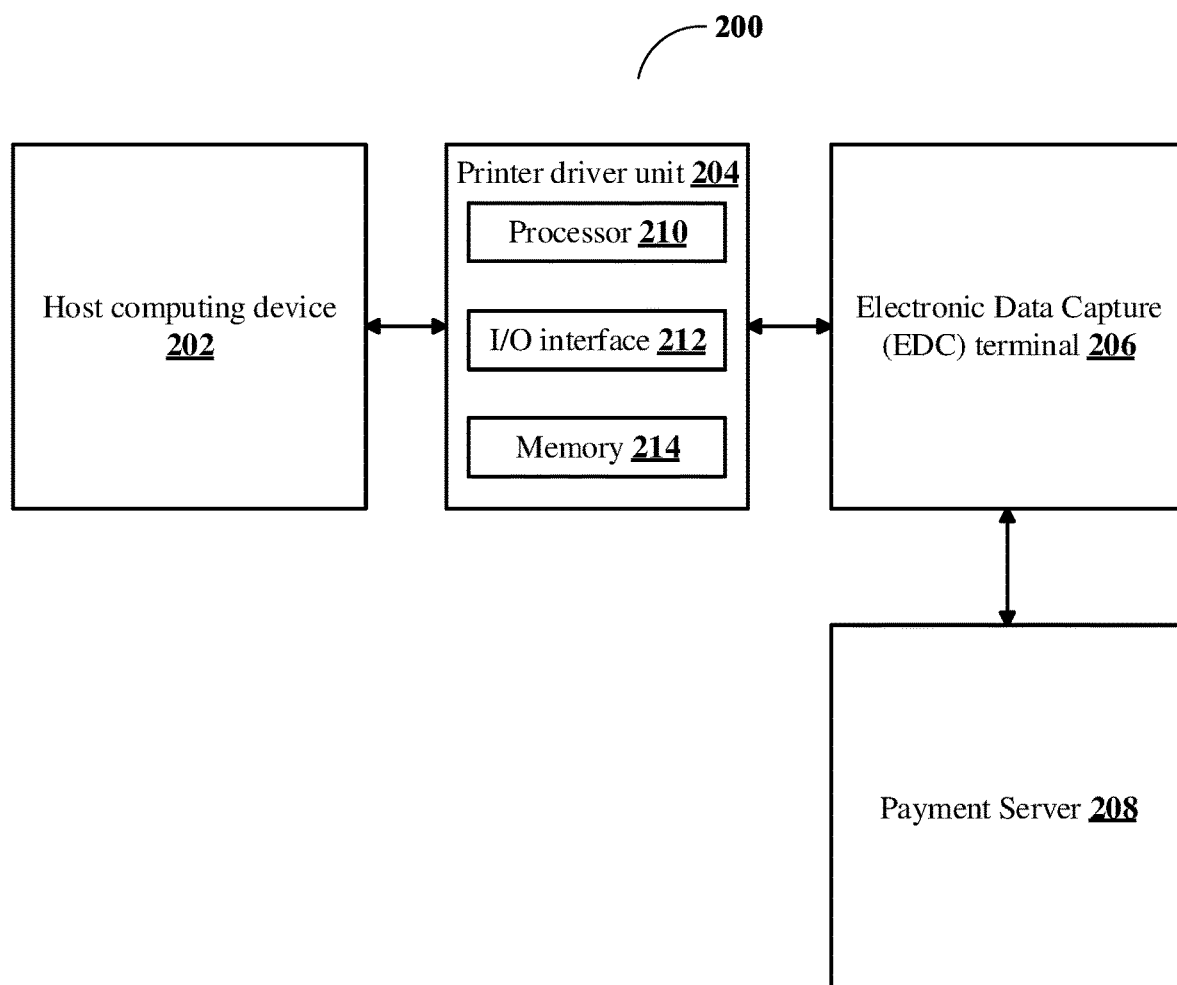 200
Printer driver unit 204
Processor 210
Host computing device
202
I/O interface 212
Memory 214
Electronic Data Capture
(EDC) terminal 206
Payment Server 208